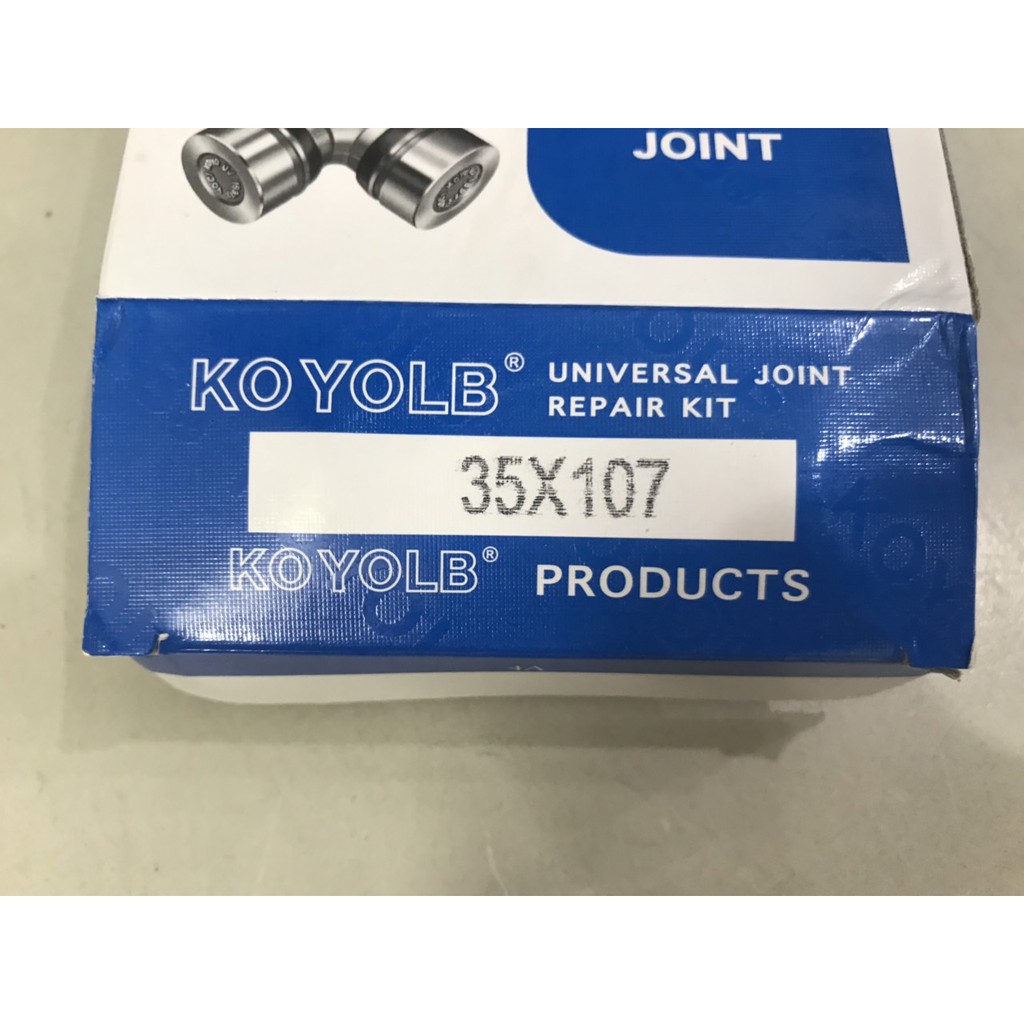 JOINT
KOYOLB® UNIVERSAL JOINT
REPAIR KIT
35X107
KOYOLB® PRODUCTS